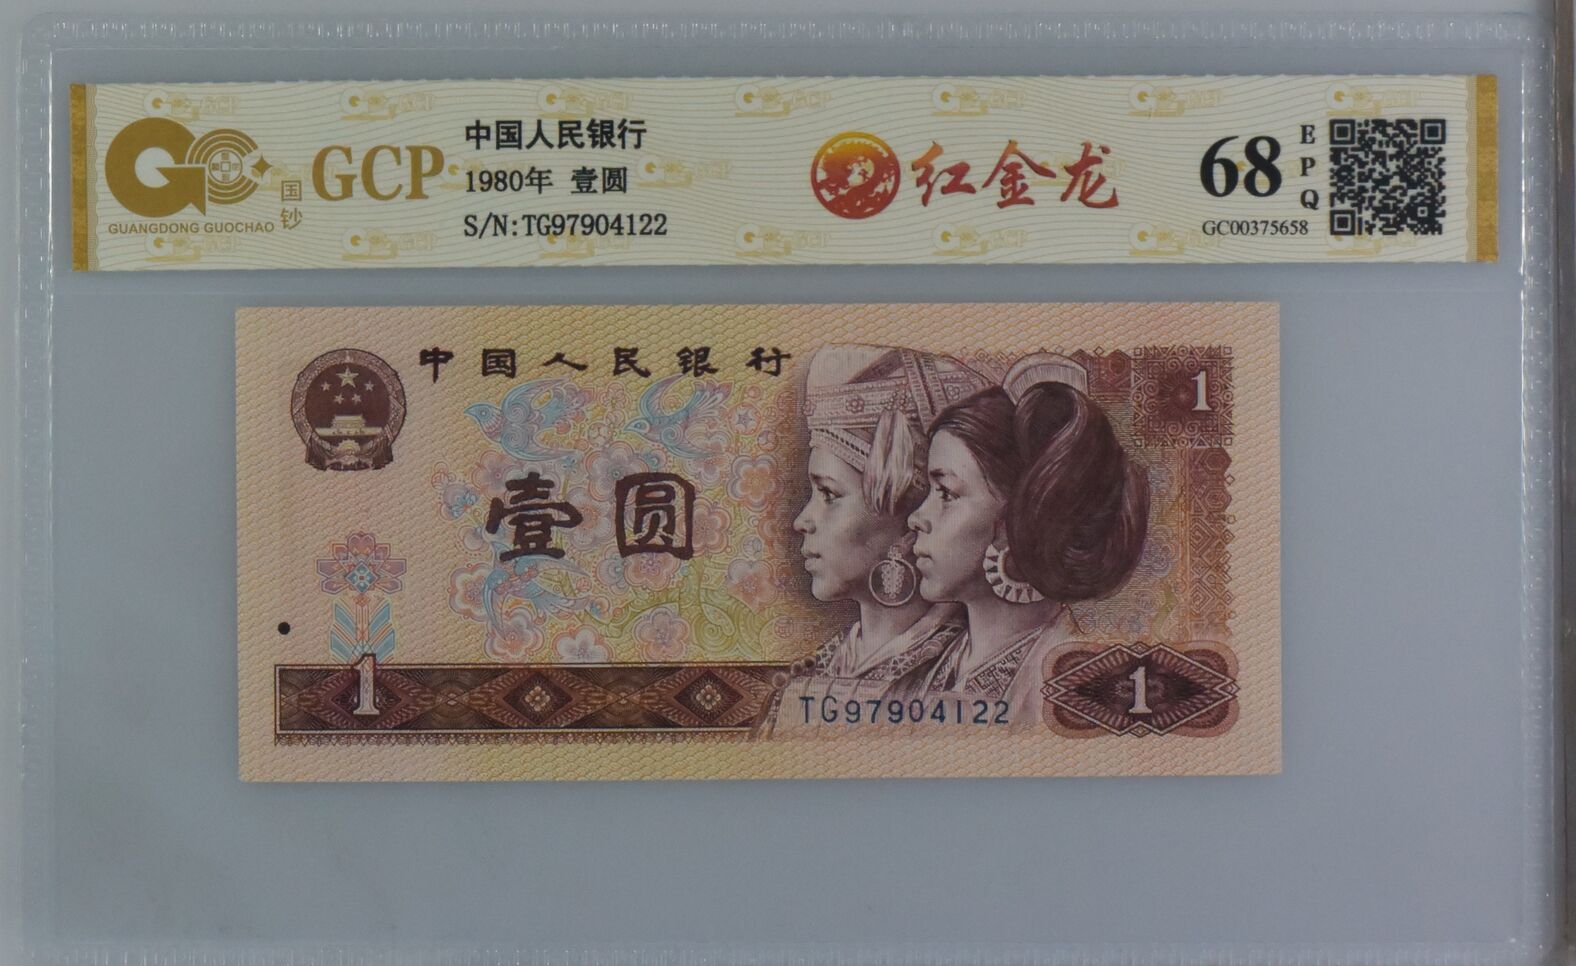 GCP
国钞
GUANGDONG GUOCHAO
中国人民银行
1980年 壹圆
S/N:TG97904122
红金龙
68
EPQ
GC00375658
中国人民银行
1
壹圆
1
TG97904122
1